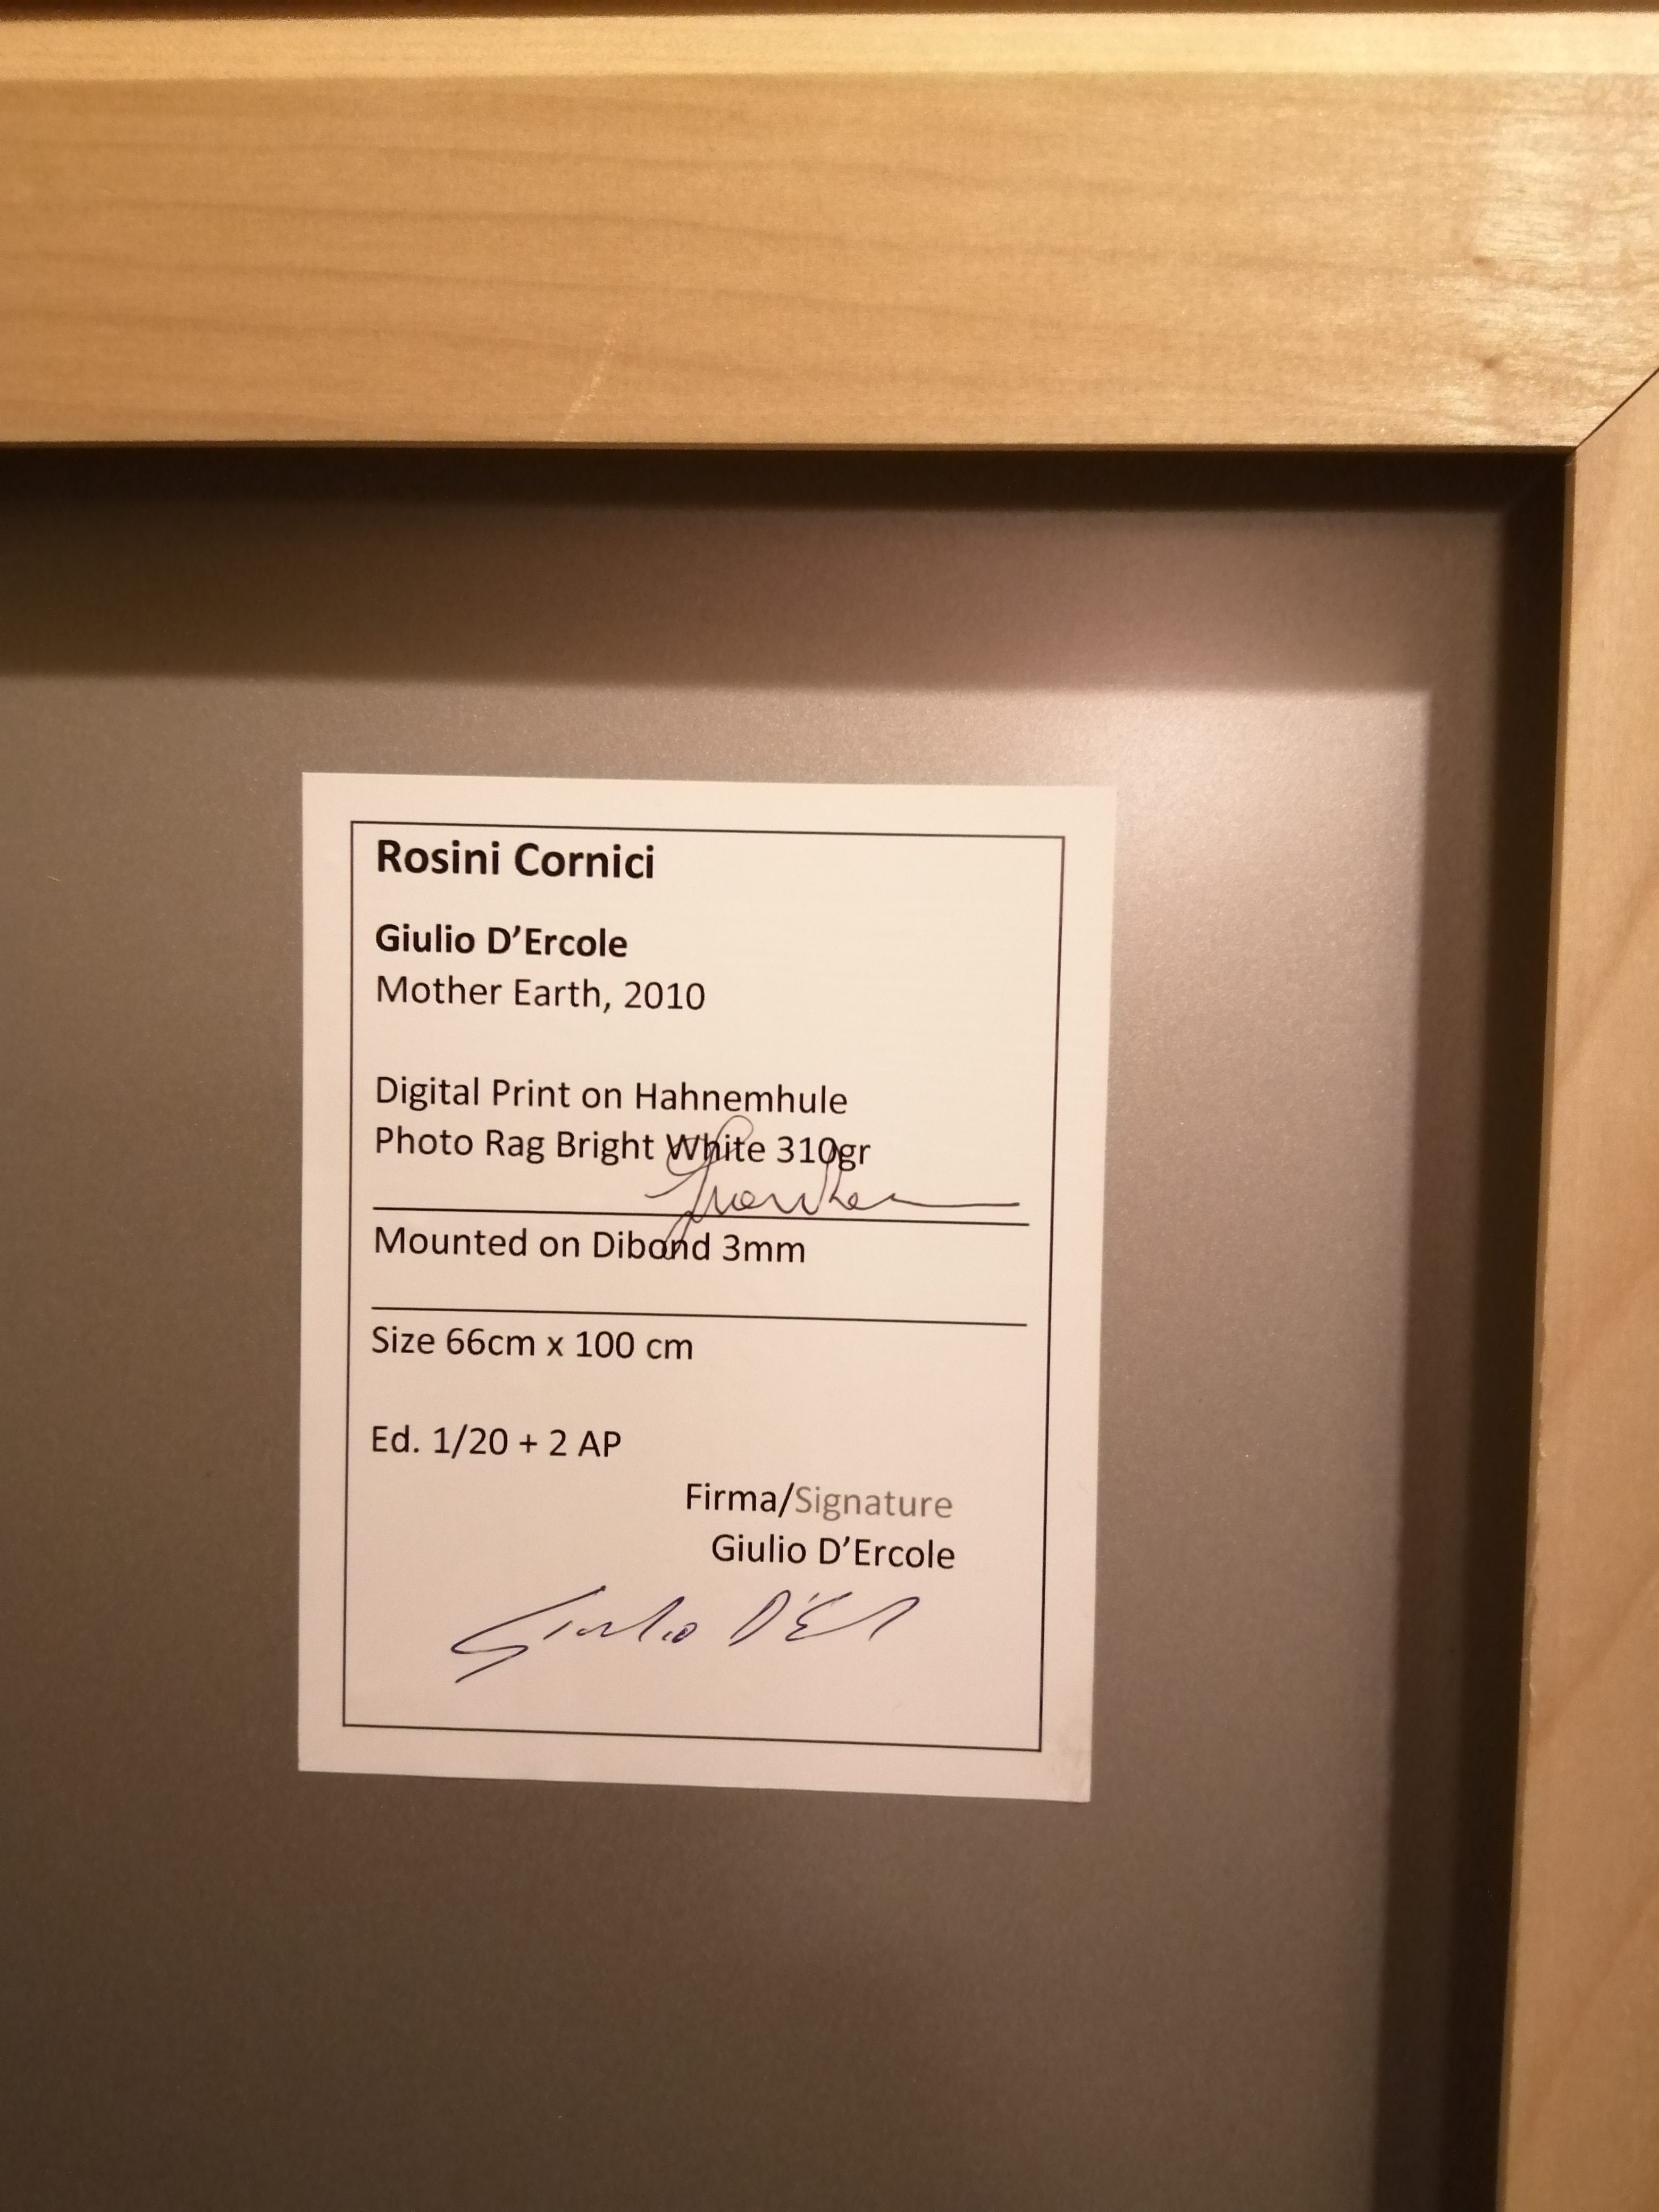 Rosini Cornici
Giulio D’Ercole
Mother Earth, 2010
Digital Print on Hahnemhule
Photo Rag Bright White 310gr
Mounted on Dibond 3mm
Size 66cm x 100 cm
Ed. 1/20 + 2 AP
Firma/Signature
Giulio D’Ercole